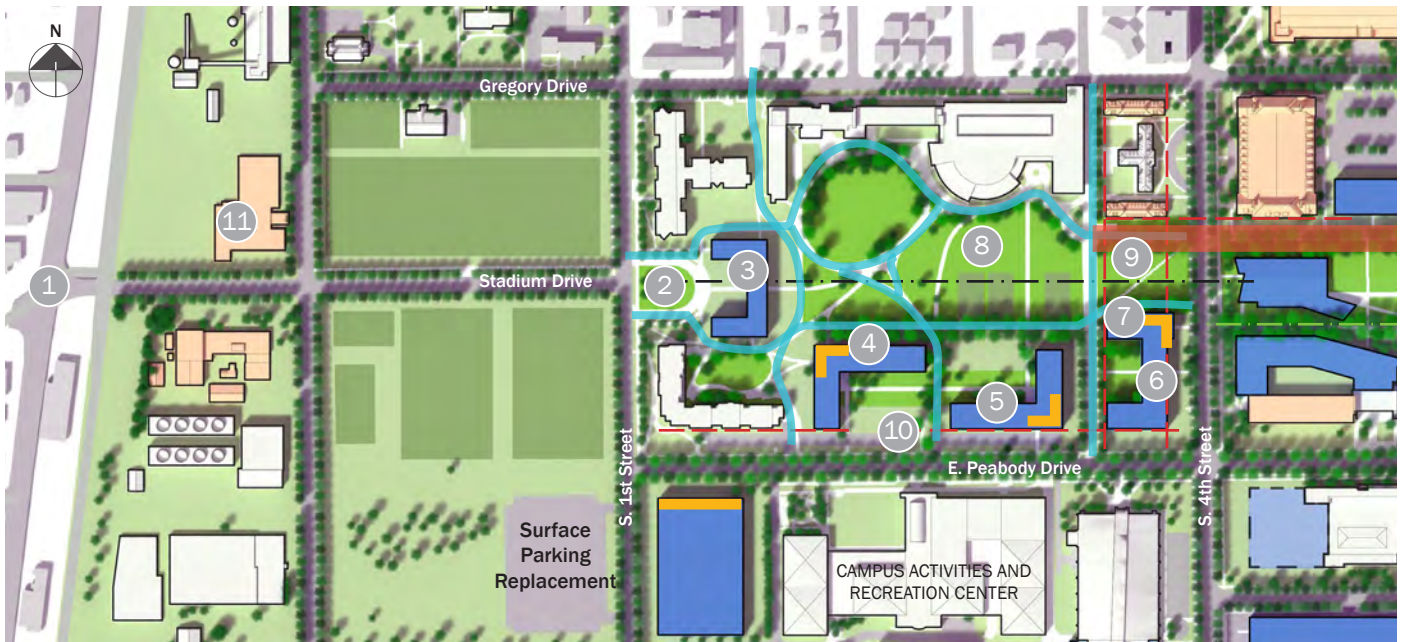 N
Gregory Drive
11
1
Stadium Drive
2
3
8
9
7
4
6
5
10
E. Peabody Drive
S. 1st Street
S. 4th Street
Surface
Parking
Replacement
CAMPUS ACTIVITIES AND
RECREATION CENTER